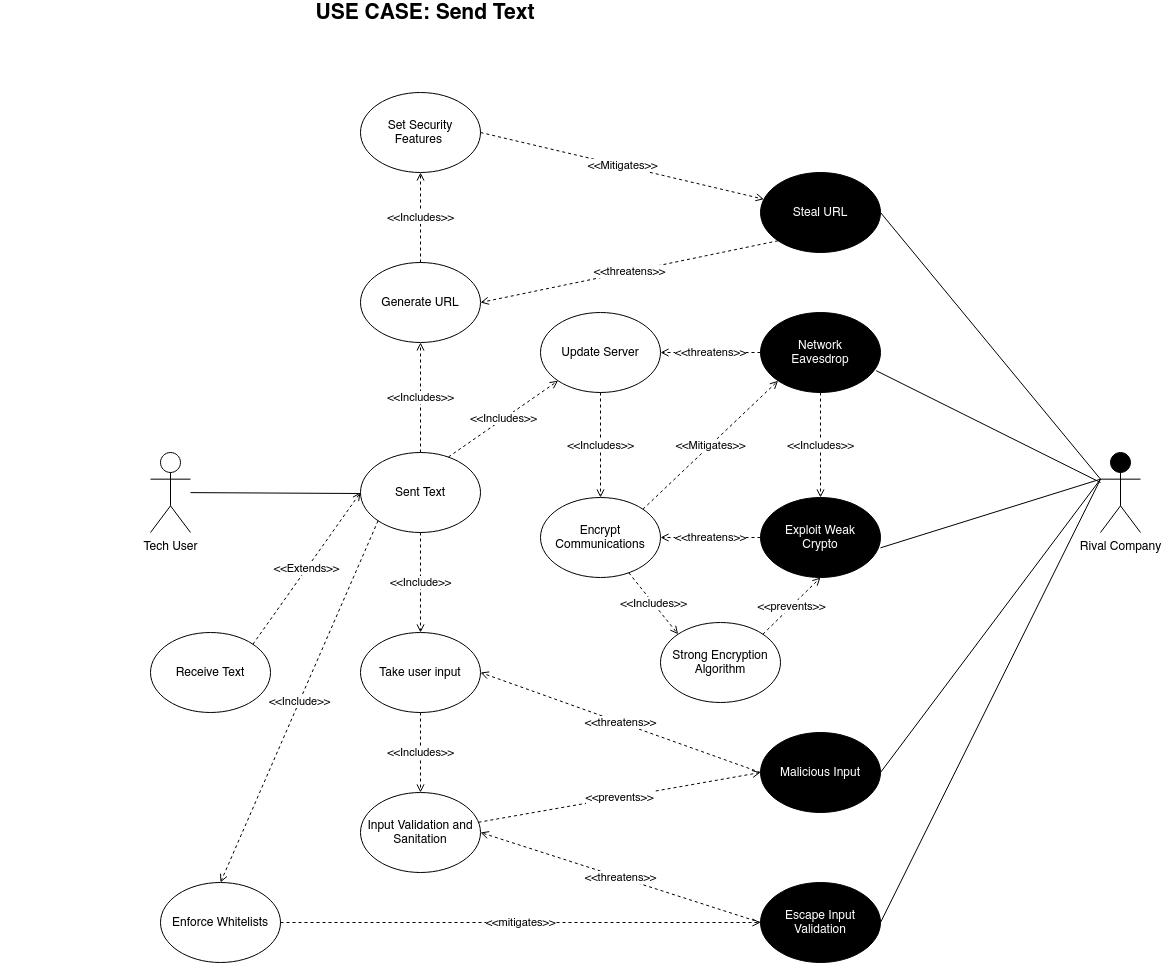 USE CASE: Send Text
Set Security
Features
<<Mitigates>>
Steal URL
<<Includes>>
<<threatens>>
Generate URL
Update Server
<<threatens>>
Network
Eavesdrop
<<Includes>>
<<Includes>>
<<Includes>>
<<Mitigates>>
<<Includes>>
Sent Text
Tech User
Rival Company
Encrypt
Communications
<<threatens>>
Exploit Weak
Crypto
<<Extends>>
<<Include>>
<<Includes>>
<<prevents>>
Receive Text
Take user input
Strong Encryption
Algorithm
<<Include>>
<<threatens>>
<<Includes>>
Malicious Input
<<prevents>>
Input Validation and
Sanitation
<<threatens>>
Enforce Whitelists
<<mitigates>>
Escape Input
Validation